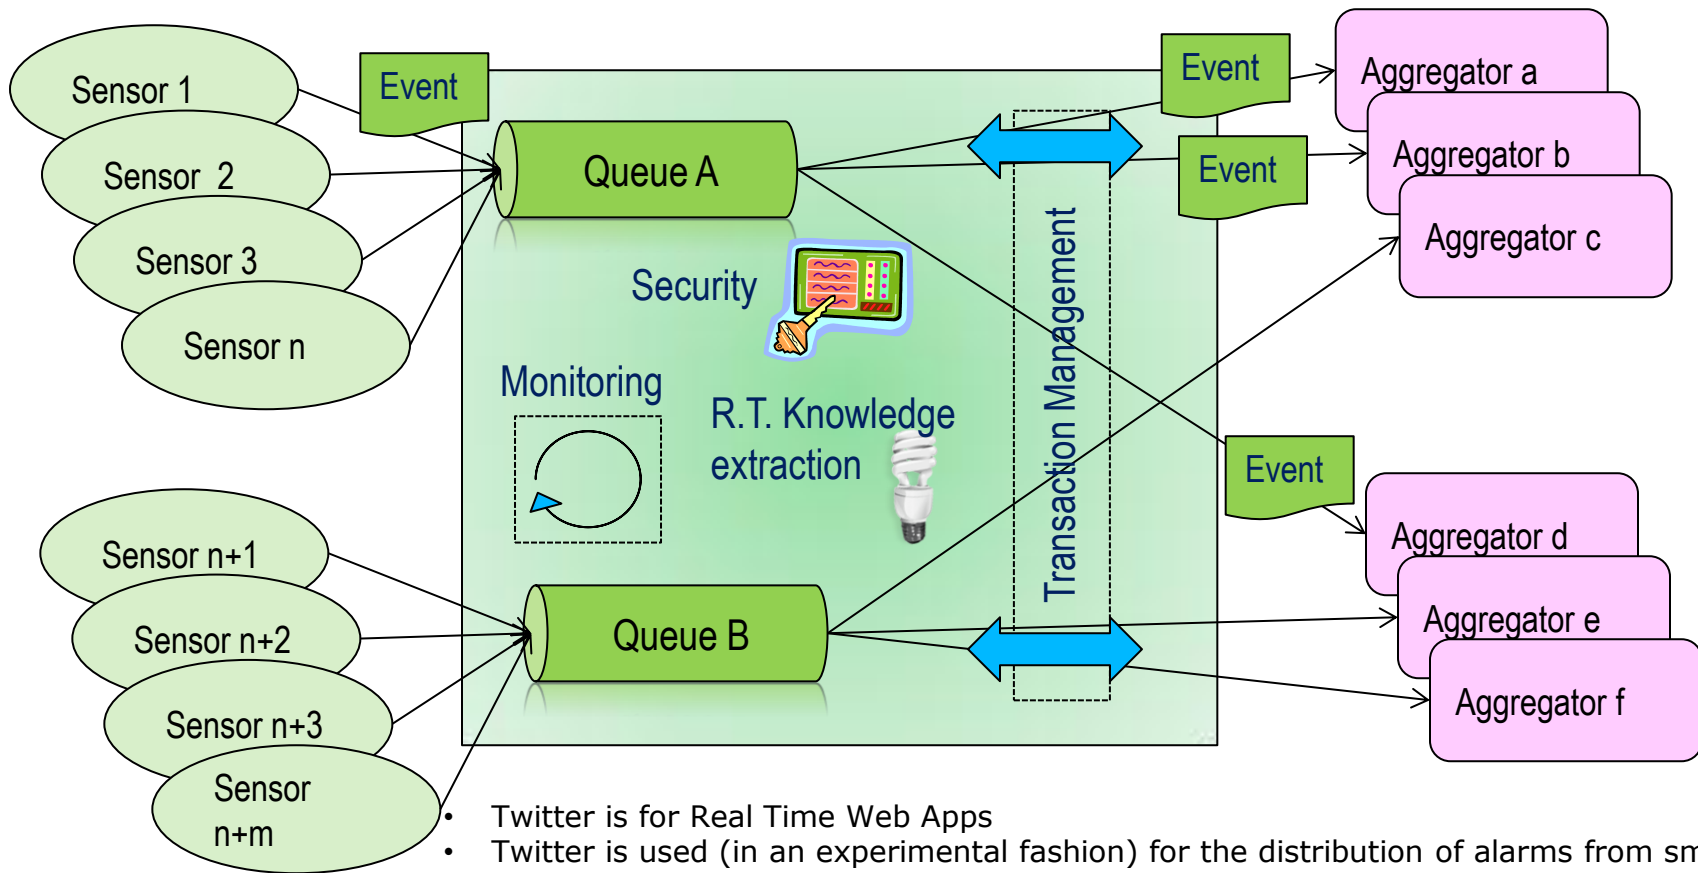 Sensor 1
Sensor 2
Sensor 3
Sensor n
Event
Queue A
Security
Monitoring
R.T. Knowledge
extraction
Transaction Management
Event
Event
Event
Aggregator a
Aggregator b
Aggregator c
Sensor n+1
Sensor n+2
Sensor n+3
Sensor
n+m
Queue B
Aggregator d
Aggregator e
Aggregator f
• Twitter is for Real Time Web Apps
• Twitter is used (in an experimental fashion) for the distribution of alarms from